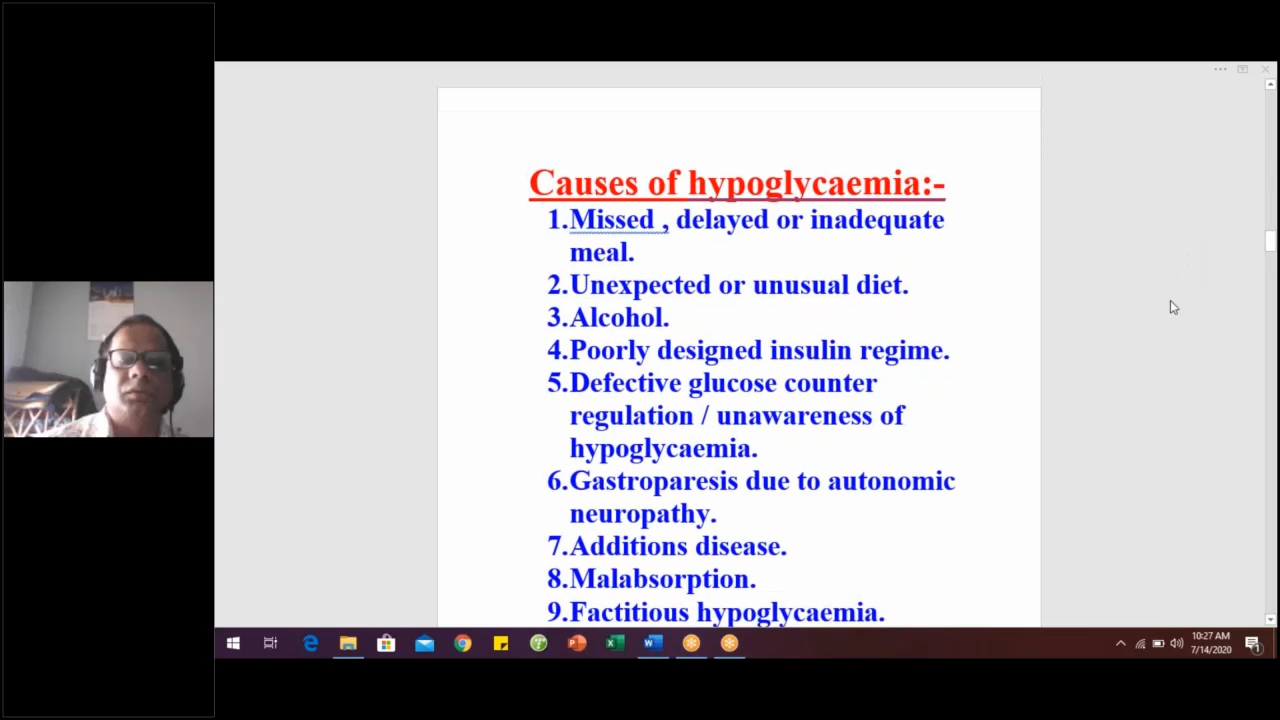 Causes of hypoglycaemia:-
1.Missed , delayed or inadequate
meal.
2.Unexpected or unusual diet.
3.Alcohol.
4.Poorly designed insulin regime.
5.Defective glucose counter
regulation / unawareness of
hypoglycaemia.
6.Gastroparesis due to autonomic
neuropathy.
7.Additions disease.
8.Malabsorption.
9.Factitious hypoglycaemia.
10:27 AM
7/14/2020